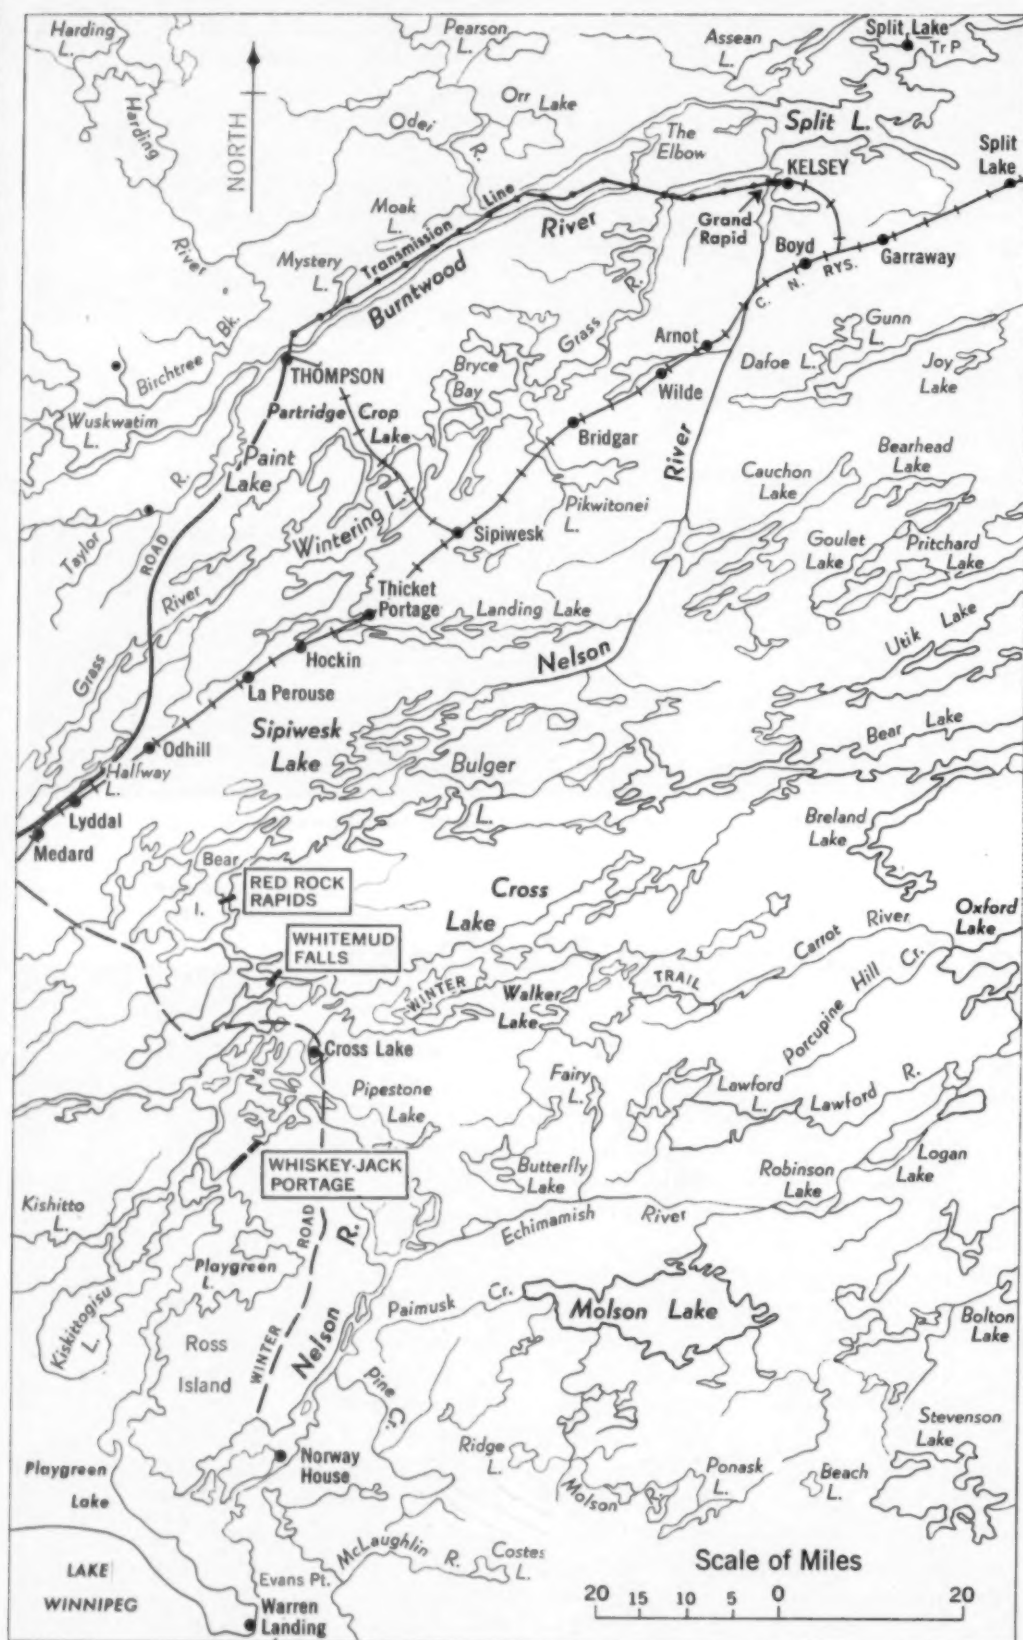 Harding
L.
Pearson
L.
Assean
L.
Split Lake
Tr P
Harding
River
NORTH
Odei
R.
Orr
Lake
The
Elbow
Split L.
KELSEY
Split
Lake
Moak
L.
Transmission Line
River
Grand
Rapid
Boyd
Garraway
C. N. RYS.
Mystery
L.
Burntwood
Birchtree Bk.
THOMPSON
Grass R.
Bryce
Bay
Arnot
Wilde
Gunn
L.
Dafoe L.
Joy
Lake
Wuskwatim
L.
Partridge Crop
Lake
Bridgar
River
Paint
Lake
Bearhead
Lake
Cauchon
Lake
Pikwitonei
L.
Wintering L.
Sipiwesk
Goulet
Lake
Pritchard
Lake
Taylor R.
ROAD
Thicket
Portage
Landing Lake
Grass River
Hockin
Nelson
Utik Lake
La Perouse
Sipiwesk
Lake
Odhill
Bear Lake
Halfway
L.
Bulger
L.
Lyddal
Medard
Breland
Lake
Bear
I.
RED ROCK
RAPIDS
Cross
Lake
Oxford
Lake
WHITEMUD
FALLS
Carrot River
WINTER TRAIL
Walker
Lake
Porcupine Hill Cr.
Cross Lake
Fairy
L.
Pipestone
Lake
Lawford
L.
Lawford R.
WHISKEY-JACK
PORTAGE
Butterfly
Lake
Robinson
Lake
Logan
Lake
Kishitto
L.
Echimamish River
Playgreen
L.
WINTER ROAD
Nelson R.
Kiskittogisu
L.
Paimusk Cr.
Molson Lake
Bolton
Lake
Ross
Island
Pine C.
Stevenson
Lake
Norway
House
Ridge
L.
Molson R.
Ponask
L.
Beach
L.
Playgreen
Lake
McLaughlin R.
Costes
L.
LAKE
WINNIPEG
Evans Pt.
Warren
Landing
Scale of Miles
20 15 10 5 0 20